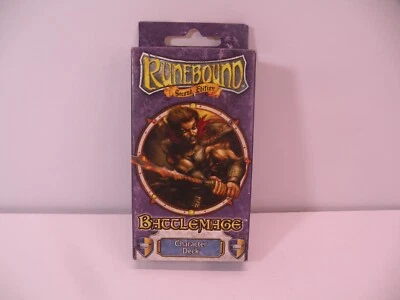 RUNEBOUND
Second Edition
BATTLEMAGE
Character
Deck